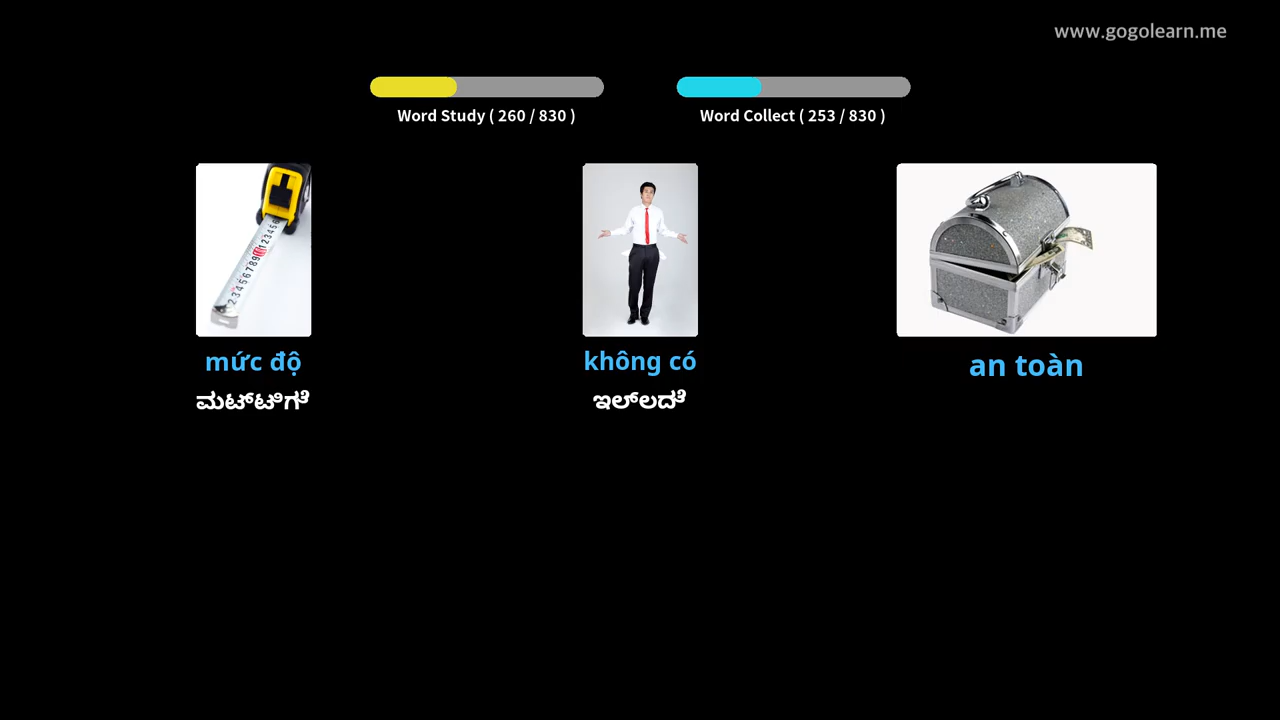 www.gogolearn.me
Word Study ( 260 / 830 )
Word Collect ( 253 / 830 )
mức độ
ಮಟ್ಟಿಗೆ
không có
ಇಲ್ಲದೆ
an toàn